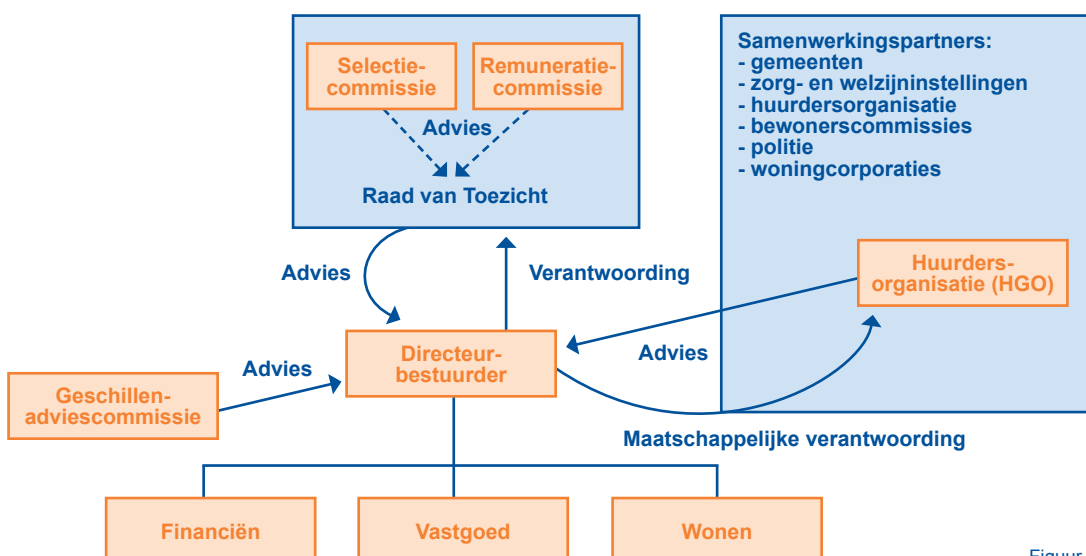 Selectie-
commissie
Remuneratie-
commissie
Advies
Raad van Toezicht
Samenwerkingspartners:
- gemeenten
- zorg- en welzijninstellingen
- huurdersorganisatie
- bewonerscommissies
- politie
- woningcorporaties
Advies
Verantwoording
Huurders-
organisatie (HGO)
Directeur-
bestuurder
Advies
Advies
Geschillen-
adviescommissie
Maatschappelijke verantwoording
Financiën
Vastgoed
Wonen
Figuur